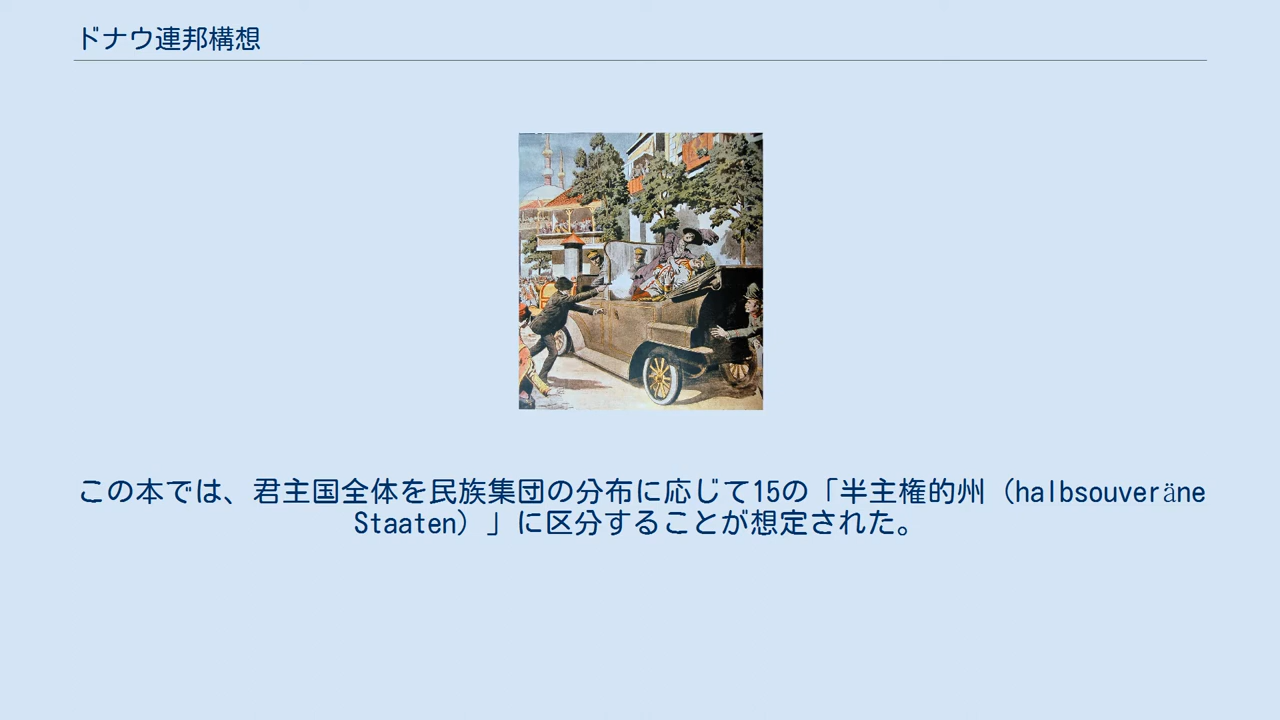 ドナウ連邦構想
この本では、君主国全体を民族集団の分布に応じて15の「半主権的州（halbsouveräne
Staaten）」に区分することが想定された。